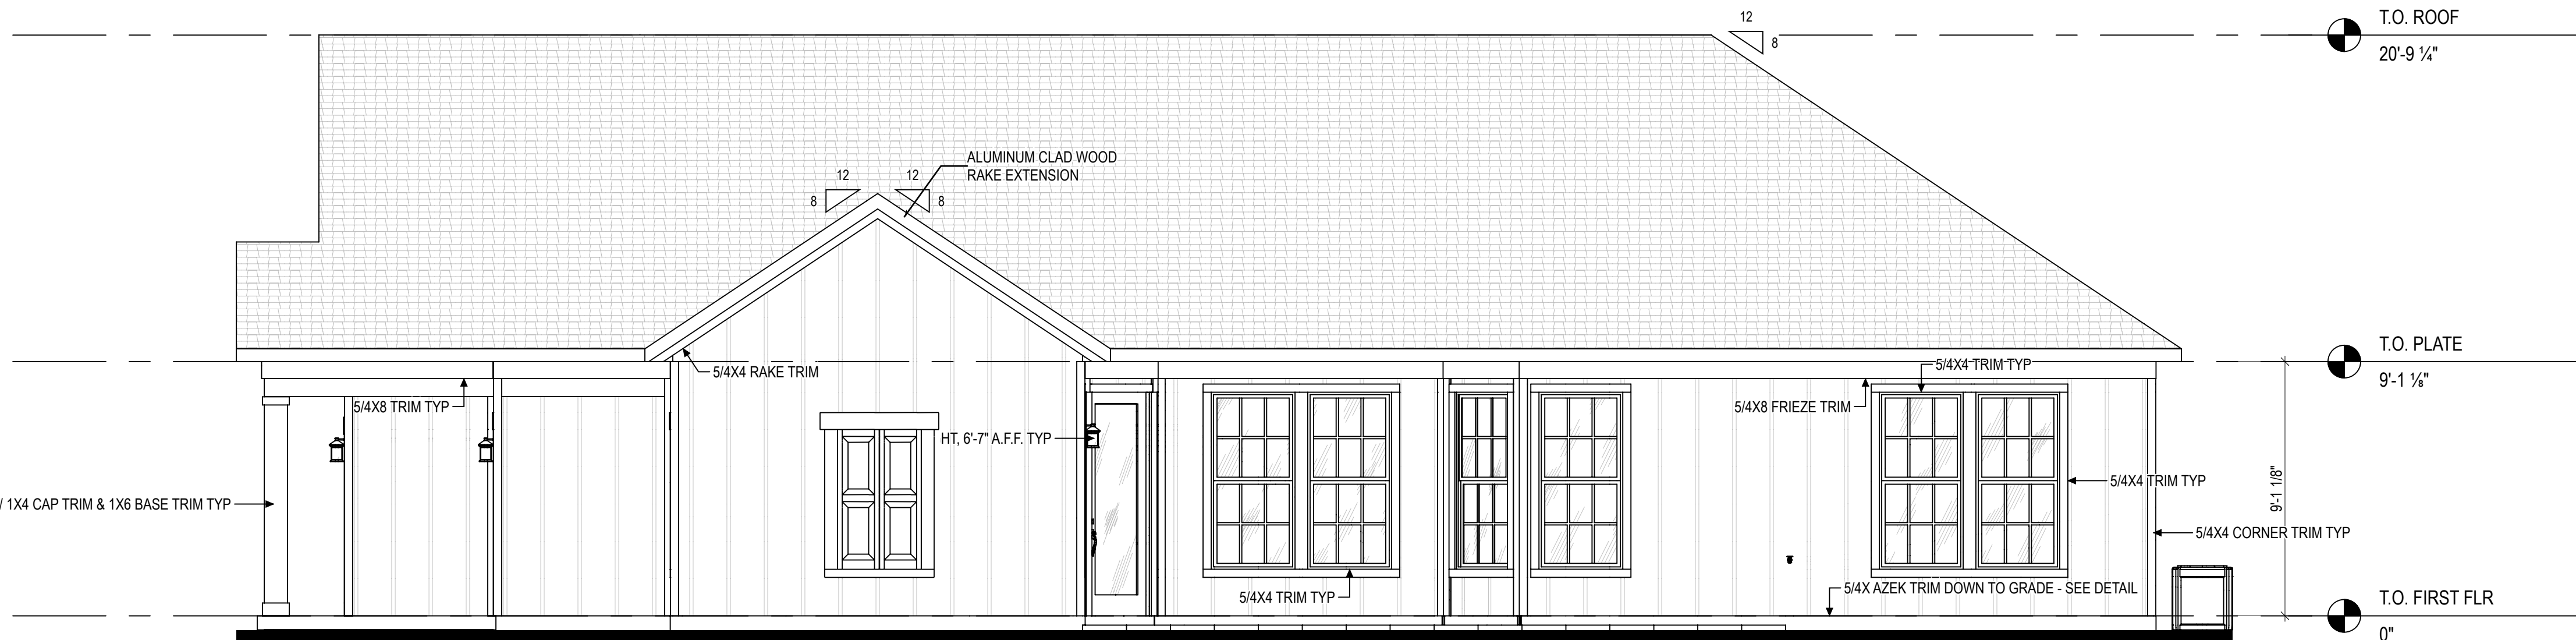 12
8
T.O. ROOF
20'-9 ¼"
ALUMINUM CLAD WOOD
RAKE EXTENSION
12
12
8
8
T.O. PLATE
9'-1 ⅛"
5/4X4 TRIM TYP
5/4X4 RAKE TRIM
5/4X8 TRIM TYP
5/4X8 FRIEZE TRIM
HT, 6'-7" A.F.F. TYP
5/4X4 TRIM TYP
9'-1 1/8"
/ 1X4 CAP TRIM & 1X6 BASE TRIM TYP
5/4X4 CORNER TRIM TYP
5/4X AZEK TRIM DOWN TO GRADE - SEE DETAIL
5/4X4 TRIM TYP
T.O. FIRST FLR
0"